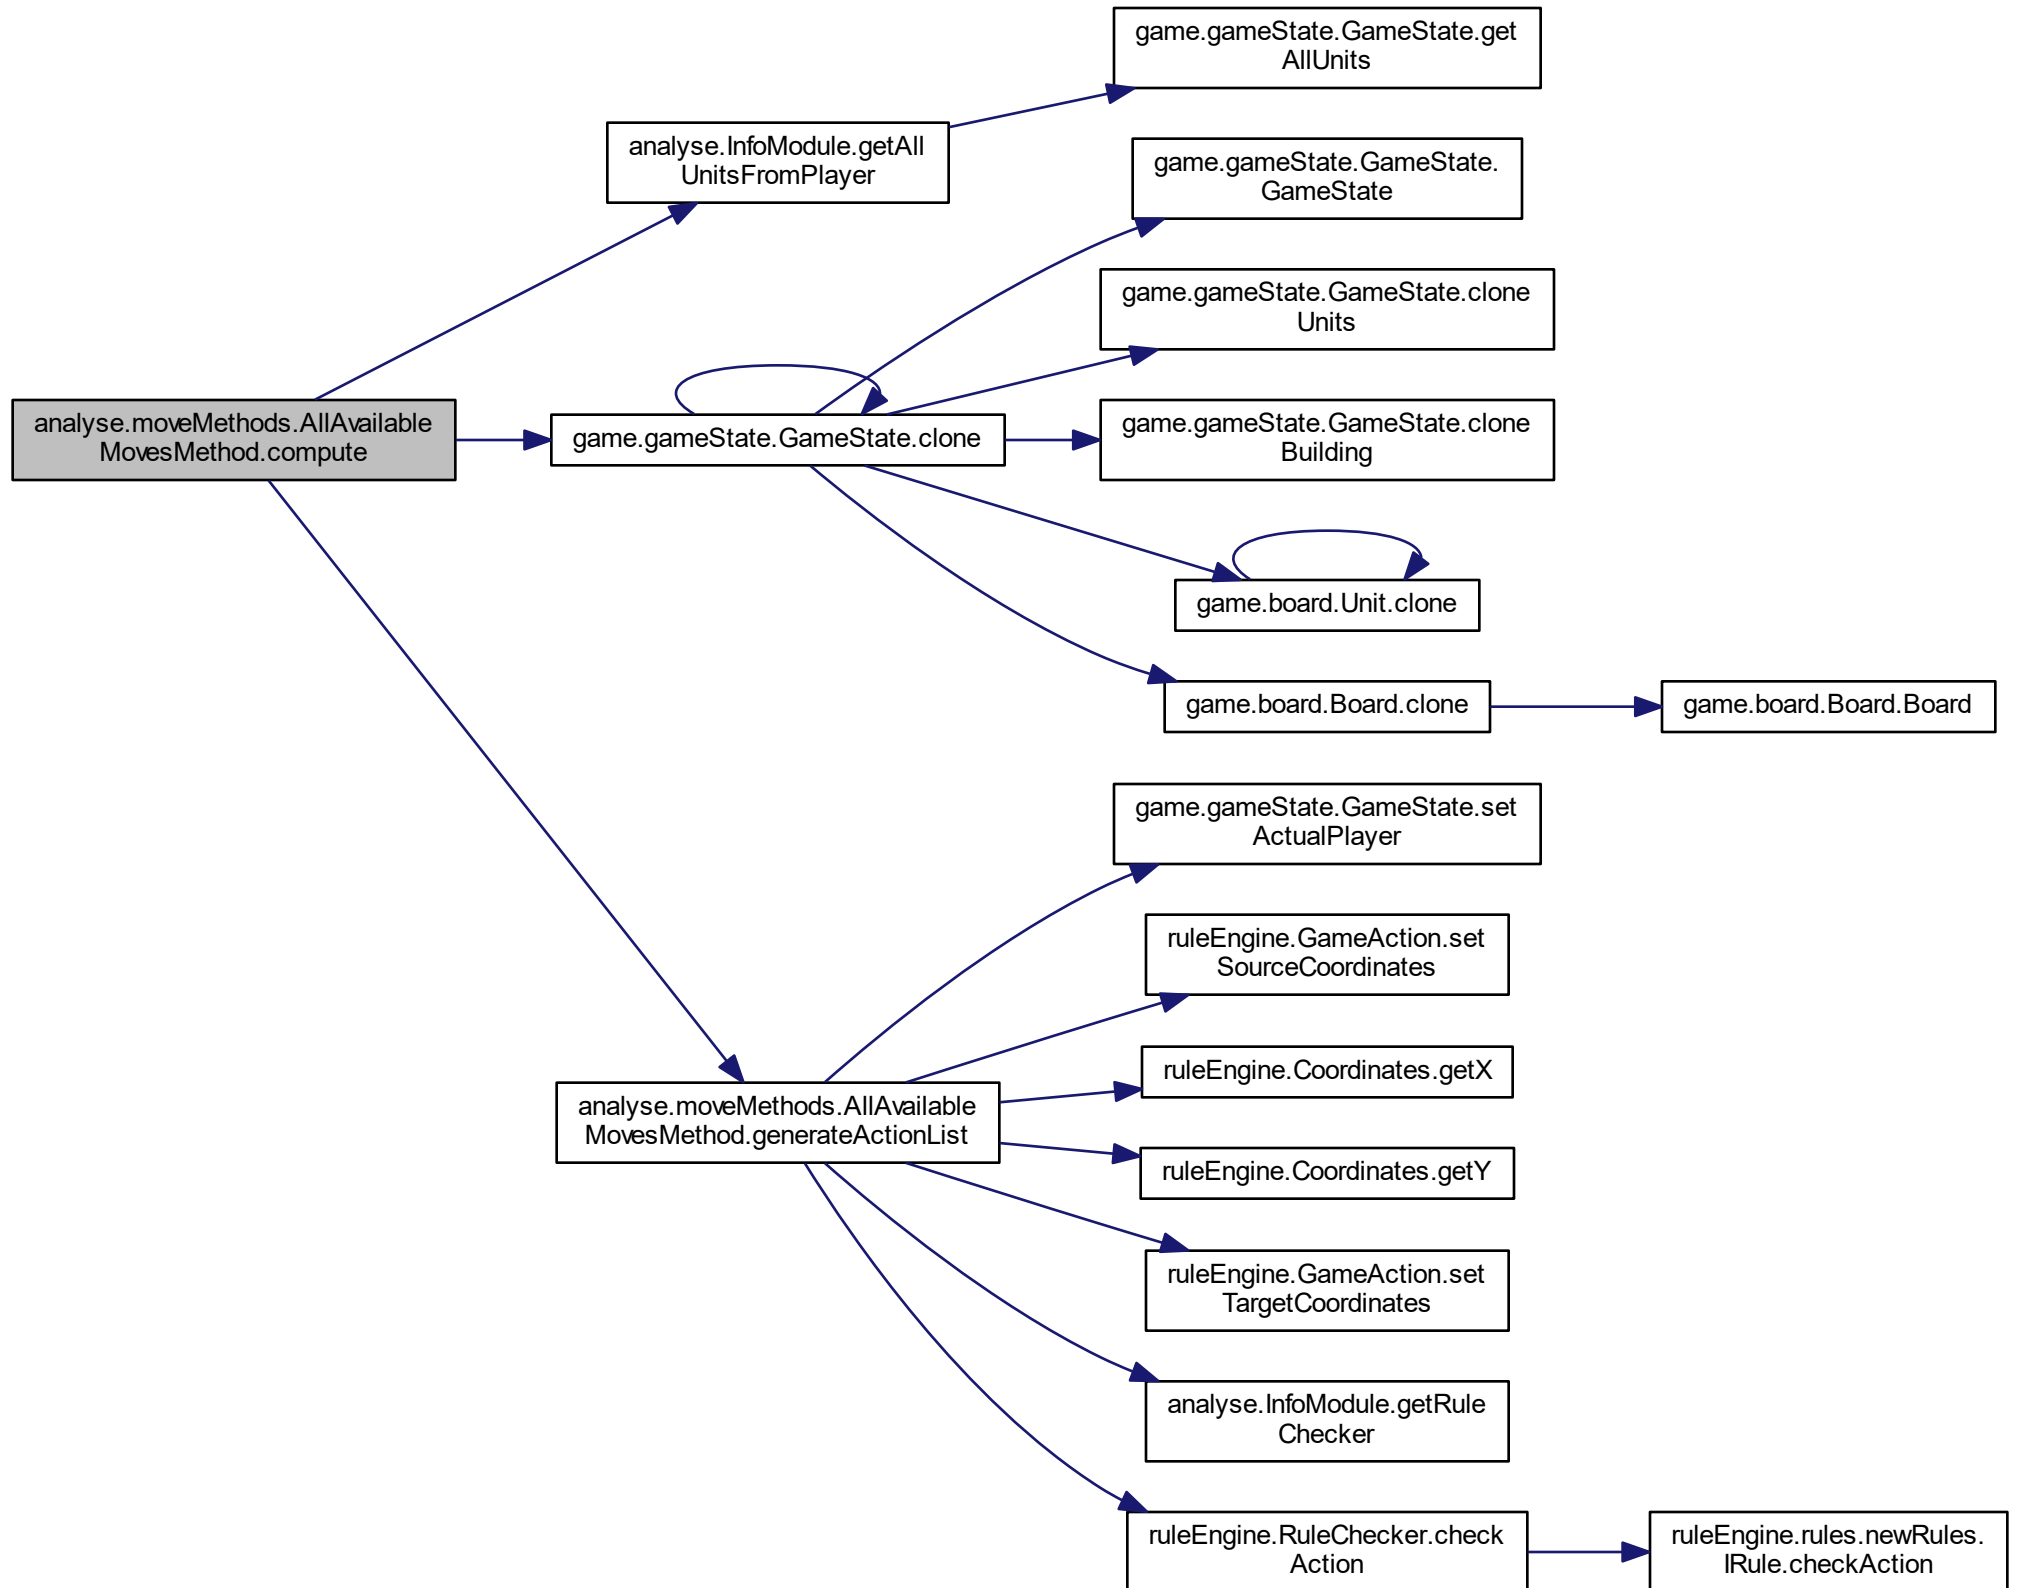 game.gameState.GameState.get
AllUnits
analyse.InfoModule.getAll
UnitsFromPlayer
game.gameState.GameState.
GameState
game.gameState.GameState.clone
Units
analyse.moveMethods.AllAvailable
MovesMethod.compute
game.gameState.GameState.clone
game.gameState.GameState.clone
Building
game.board.Unit.clone
game.board.Board.clone
game.board.Board.Board
game.gameState.GameState.set
ActualPlayer
ruleEngine.GameAction.set
SourceCoordinates
ruleEngine.Coordinates.getX
analyse.moveMethods.AllAvailable
MovesMethod.generateActionList
ruleEngine.Coordinates.getY
ruleEngine.GameAction.set
TargetCoordinates
analyse.InfoModule.getRule
Checker
ruleEngine.RuleChecker.check
Action
ruleEngine.rules.newRules.
IRule.checkAction